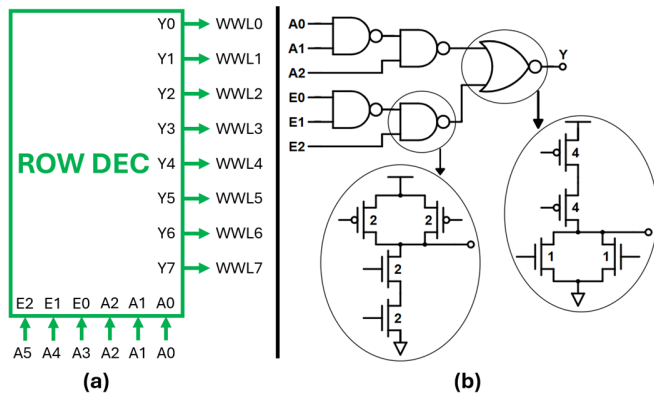 Y0 WWL0
Y1 WWL1
Y2 WWL2
Y3 WWL3
ROW DEC
Y4 WWL4
Y5 WWL5
Y6 WWL6
Y7 WWL7
E2 E1 E0 A2 A1 A0
A5 A4 A3 A2 A1 A0
(a)
A0
A1
A2
E0
E1
E2
Y
2 2
2
2
4
4
1 1
(b)